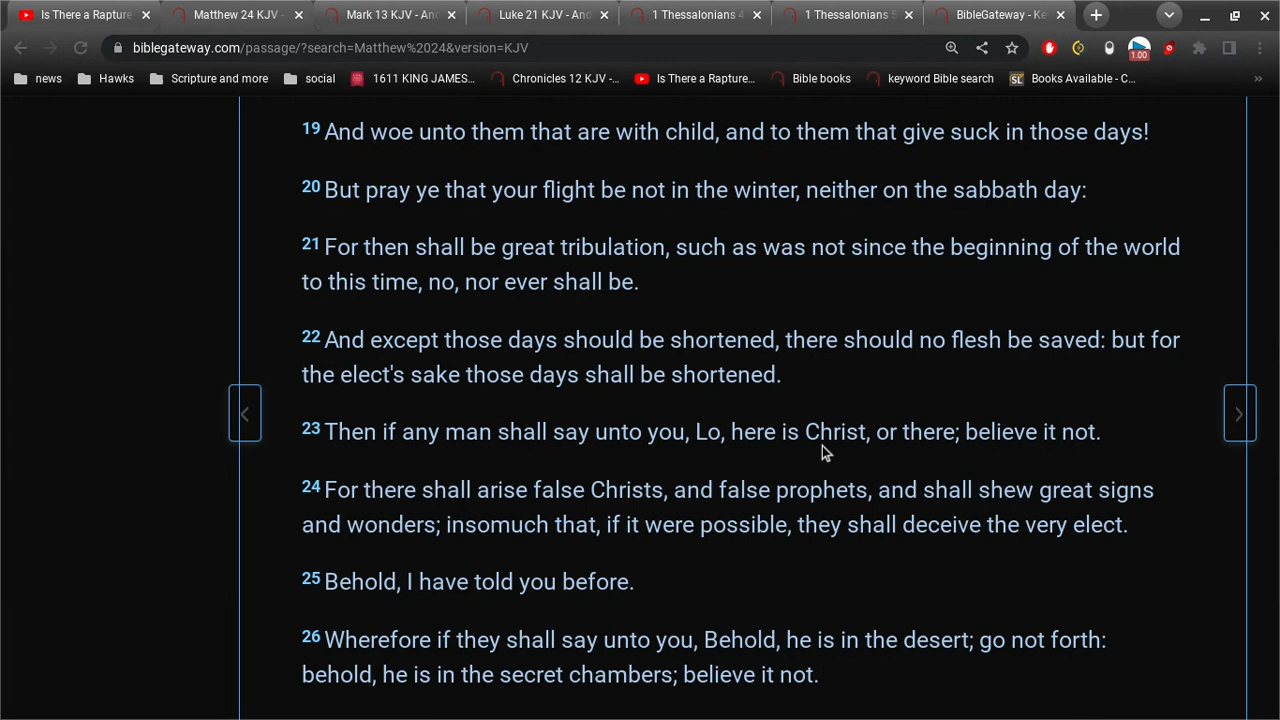 Is There a Rapture
Matthew 24 KJV -
Mark 13 KJV - And
Luke 21 KJV - And
1 Thessalonians 4
1 Thessalonians 5
BibleGateway - Ke
biblegateway.com/passage/?search=Matthew%2024&version=KJV
1.00
news
Hawks
Scripture and more
social
1611 KING JAMES...
Chronicles 12 KJV -...
Is There a Rapture...
Bible books
keyword Bible search
SL
Books Available - C...
»
19 And woe unto them that are with child, and to them that give suck in those days!
20 But pray ye that your flight be not in the winter, neither on the sabbath day:
21 For then shall be great tribulation, such as was not since the beginning of the world
to this time, no, nor ever shall be.
22 And except those days should be shortened, there should no flesh be saved: but for
the elect's sake those days shall be shortened.
23 Then if any man shall say unto you, Lo, here is Christ, or there; believe it not.
24 For there shall arise false Christs, and false prophets, and shall shew great signs
and wonders; insomuch that, if it were possible, they shall deceive the very elect.
25 Behold, I have told you before.
26 Wherefore if they shall say unto you, Behold, he is in the desert; go not forth:
behold, he is in the secret chambers; believe it not.